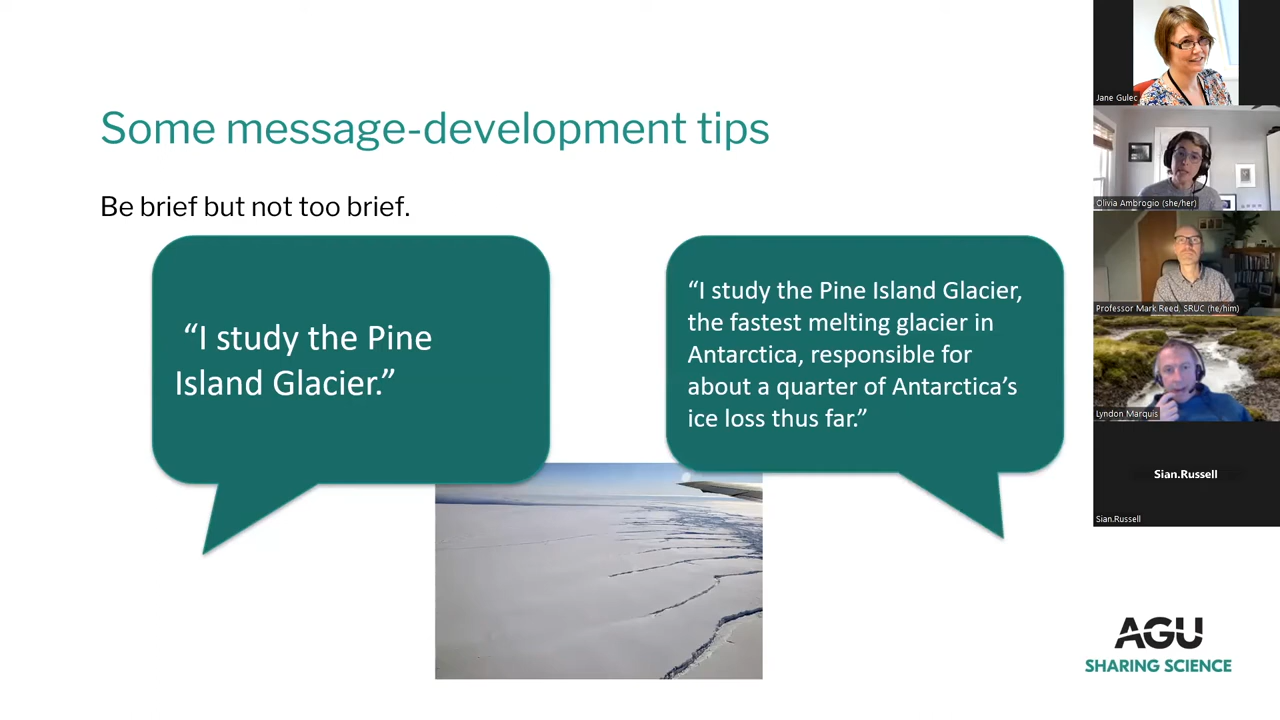 Some message-development tips
Be brief but not too brief.
“I study the Pine
Island Glacier.”
“I study the Pine Island Glacier,
the fastest melting glacier in
Antarctica, responsible for
about a quarter of Antarctica’s
ice loss thus far.”
AGU
SHARING SCIENCE
Jane Gulec
Olivia Ambrogio (she/her)
Professor Mark Reed, SRUC (he/him)
Lyndon Marquis
Sian.Russell
Sian.Russell